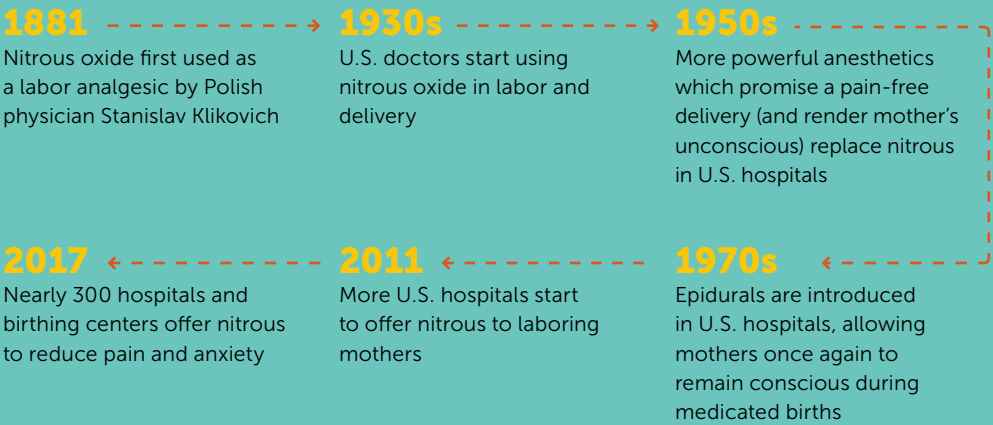 1881
Nitrous oxide first used as
a labor analgesic by Polish
physician Stanislav Klikovich
1930s
U.S. doctors start using
nitrous oxide in labor and
delivery
1950s
More powerful anesthetics
which promise a pain-free
delivery (and render mother's
unconscious) replace nitrous
in U.S. hospitals
1970s
Epidurals are introduced
in U.S. hospitals, allowing
mothers once again to
remain conscious during
medicated births
2011
More U.S. hospitals start
to offer nitrous to laboring
mothers
2017
Nearly 300 hospitals and
birthing centers offer nitrous
to reduce pain and anxiety